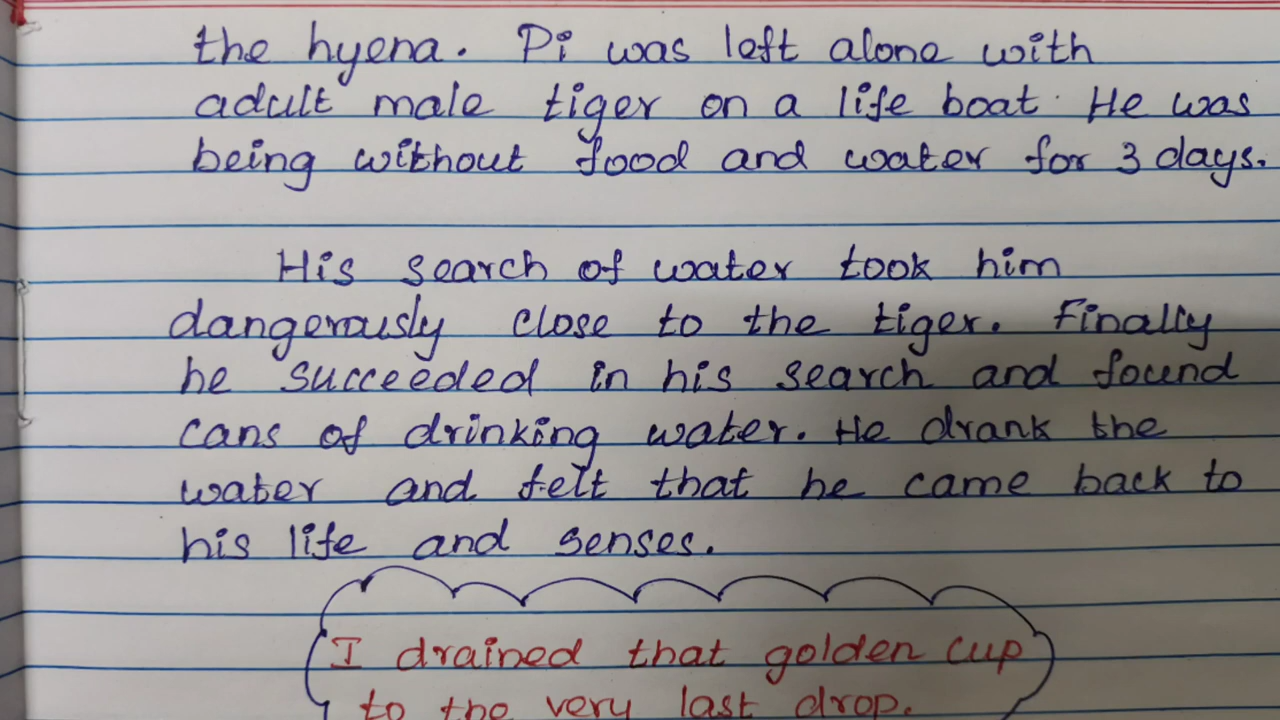 the hyena. Pi was left alone with
adult male tiger on a life boat. He was
being without food and water for 3 days.
His search of water took him
dangerously close to the tiger. Finally
he succeeded in his search and found
cans of drinking water. He drank the
water and felt that he came back to
his life and senses.
I drained that golden cup
to the very last drop.